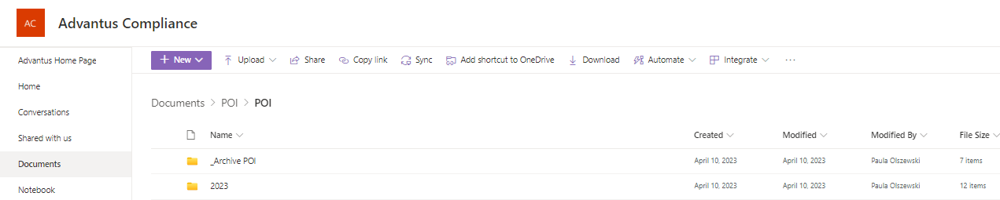 AC Advantus Compliance
Advantus Home Page
Home
Conversations
Shared with us
Documents
Notebook
+ New Upload Share Copy link Sync Add shortcut to OneDrive Download Automate Integrate ...
Documents > POI > POI
Name Created Modified Modified By File Size
_Archive POI April 10, 2023 April 10, 2023 Paula Olszewski 7 items
2023 April 10, 2023 April 10, 2023 Paula Olszewski 12 items